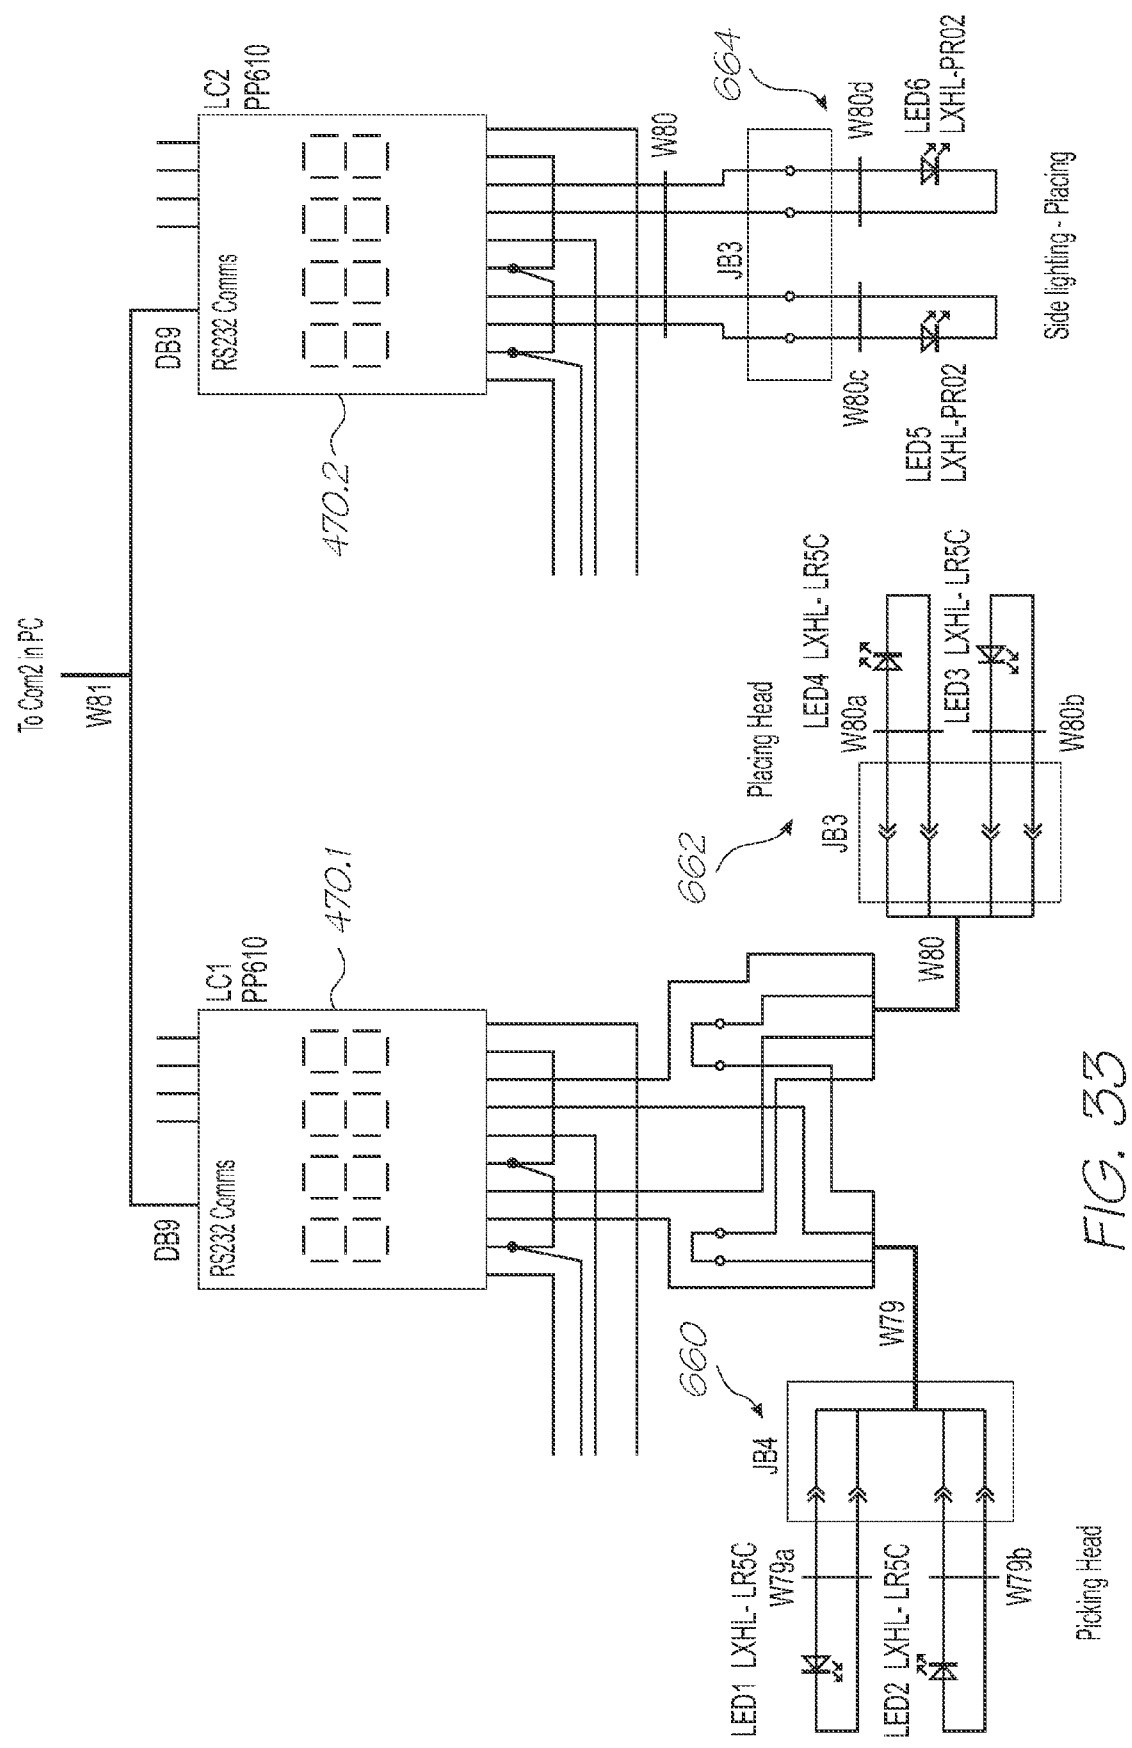 To Com2 in PC
W81
DB9
LC1
PP610
RS232 Comms
470.1
DB9
LC2
PP610
RS232 Comms
470.2
660
JB4
W79
LED1 LXHL- LR5C
W79a
LED2 LXHL- LR5C
W79b
Picking Head
662
Placing Head
JB3
W80
LED4 LXHL- LR5C
W80a
LED3 LXHL- LR5C
W80b
664
W80
JB3
W80c
W80d
LED5
LXHL-PR02
LED6
LXHL-PR02
Side lighting - Placing
FIG. 33